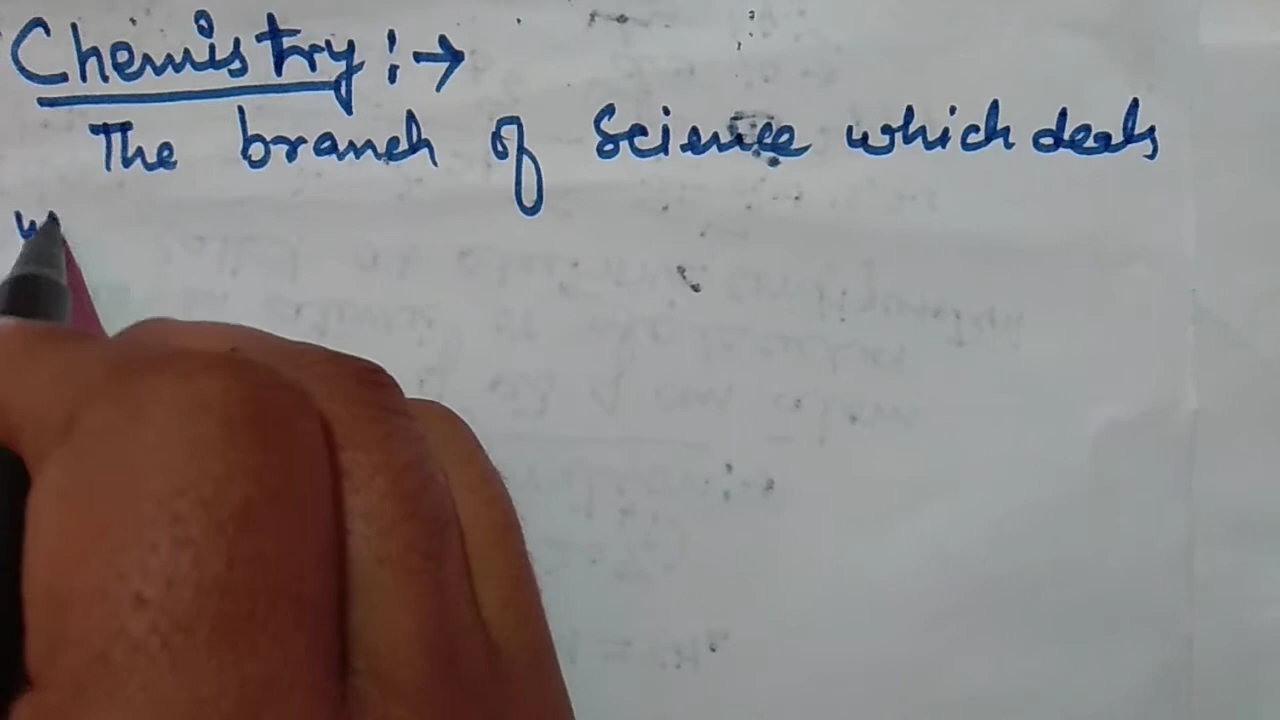 Chemistry :→
The branch of Science which deals